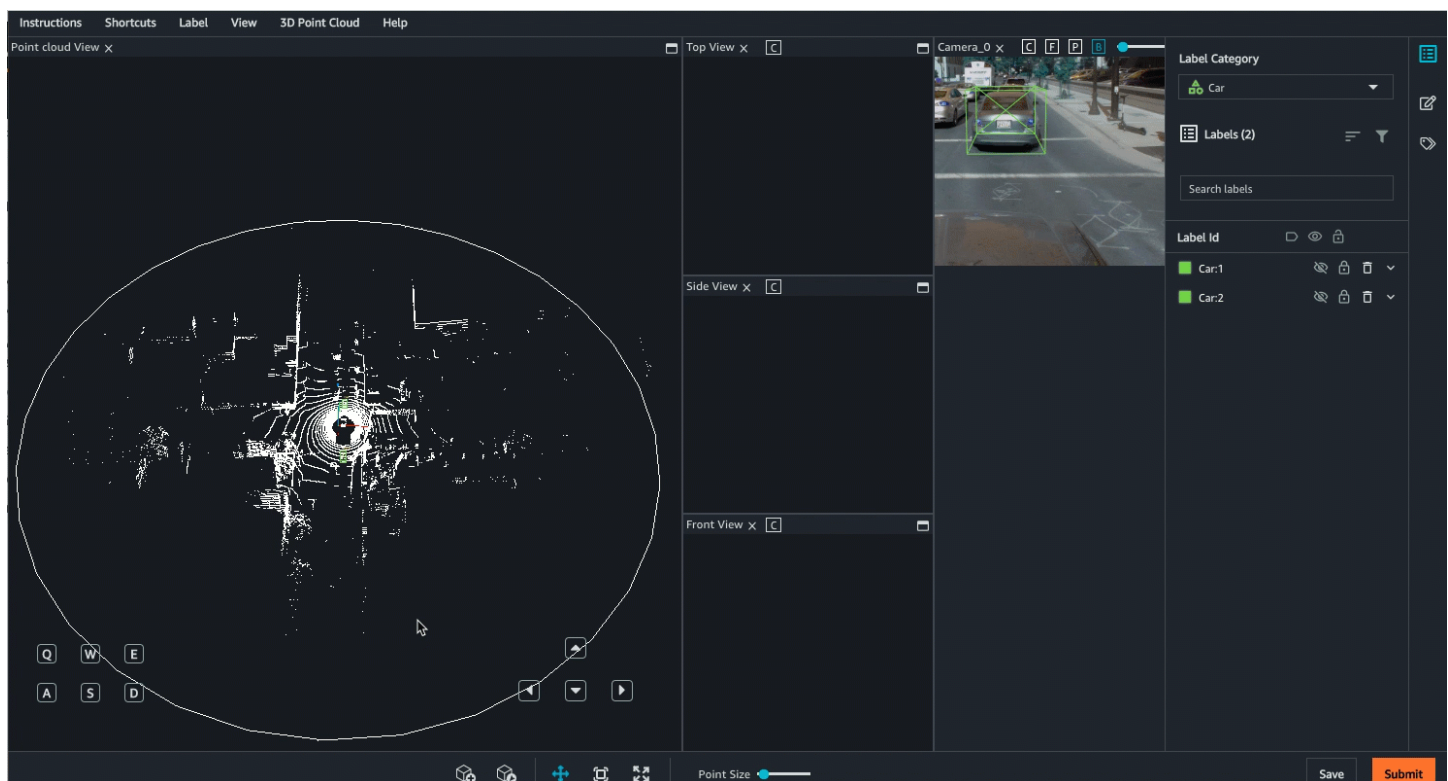 Instructions Shortcuts Label View 3D Point Cloud Help
Point cloud View
Top View C
Camera_0 C F P B
Label Category
Car
Labels (2)
Search labels
Label Id
Car:1
Car:2
Side View C
Front View C
Q W E
A S D
Point Size
Save Submit